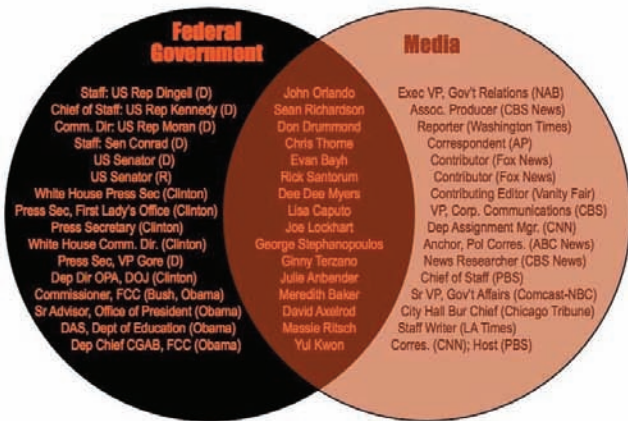 Federal
Government
Media
Staff: US Rep Dingell (D) John Orlando Exec VP, Gov't Relations (NAB)
Chief of Staff: US Rep Kennedy (D) Sean Richardson Assoc. Producer (CBS News)
Comm. Dir: US Rep Moran (D) Don Drummond Reporter (Washington Times)
Staff: Sen Conrad (D) Chris Thorne Correspondent (AP)
US Senator (D) Evan Bayh Contributor (Fox News)
US Senator (R) Rick Santorum Contributor (Fox News)
White House Press Sec (Clinton) Dee Dee Myers Contributing Editor (Vanity Fair)
Press Sec, First Lady's Office (Clinton) Lisa Caputo VP, Corp. Communications (CBS)
Press Secretary (Clinton) Joe Lockhart Dep Assignment Mgr. (CNN)
White House Comm. Dir. (Clinton) George Stephanopoulos Anchor, Pol Corres. (ABC News)
Press Sec, VP Gore (D) Ginny Terzano News Researcher (CBS News)
Dep Dir OPA, DOJ (Clinton) Julie Anbender Chief of Staff (PBS)
Commissioner, FCC (Bush, Obama) Meredith Baker Sr VP, Gov't Affairs (Comcast-NBC)
Sr Advisor, Office of President (Obama) David Axelrod City Hall Bur Chief (Chicago Tribune)
DAS, Dept of Education (Obama) Massie Ritsch Staff Writer (LA Times)
Dep Chief CGAB, FCC (Obama) Yul Kwon Corres. (CNN); Host (PBS)